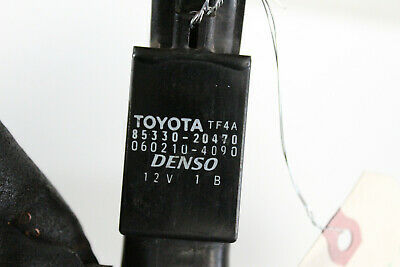 TOYOTA TF4A
85330-20470
060210-4090
DENSO
12V 1B